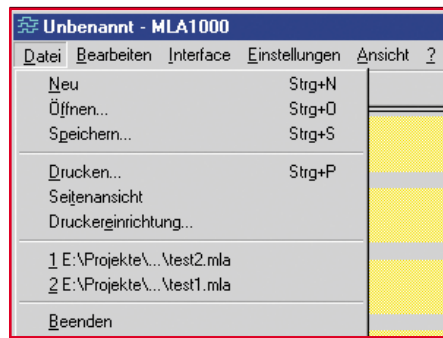 Unbenannt - MLA1000
Datei Bearbeiten Interface Einstellungen Ansicht ?
Neu Strg+N
Öffnen... Strg+O
Speichern... Strg+S
Drucken... Strg+P
Seitenansicht
Druckereinrichtung...
1 E:\Projekte\...\test2.mla
2 E:\Projekte\...\test1.mla
Beenden